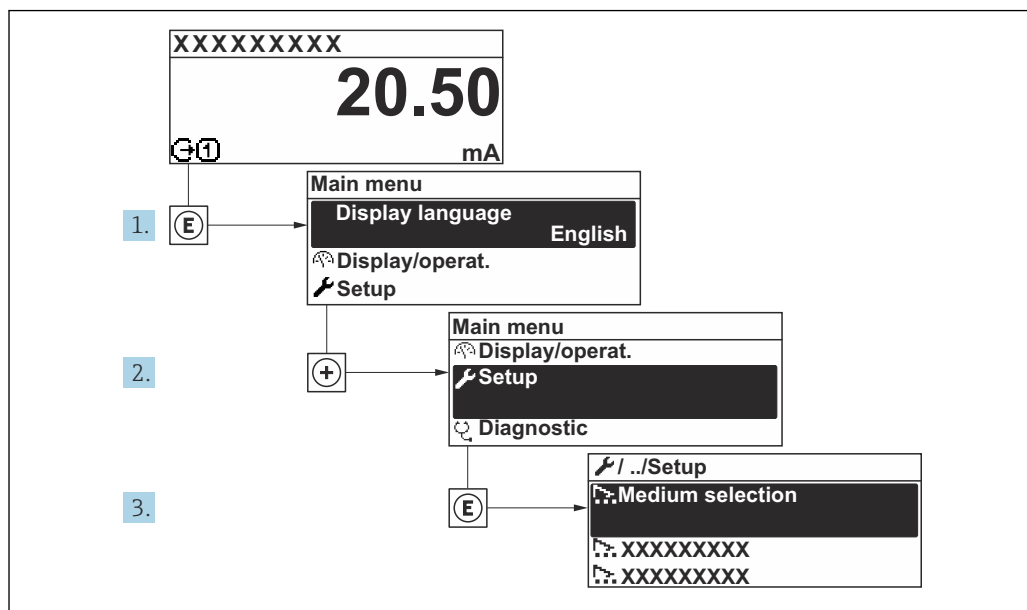 XXXXXXXXX
20.50
① mA
Main menu
1. E Display language
English
Display/operat.
Setup
Main menu
Display/operat.
2. + Setup
Diagnostic
/ ../Setup
3. E Medium selection
XXXXXXXXX
XXXXXXXXX